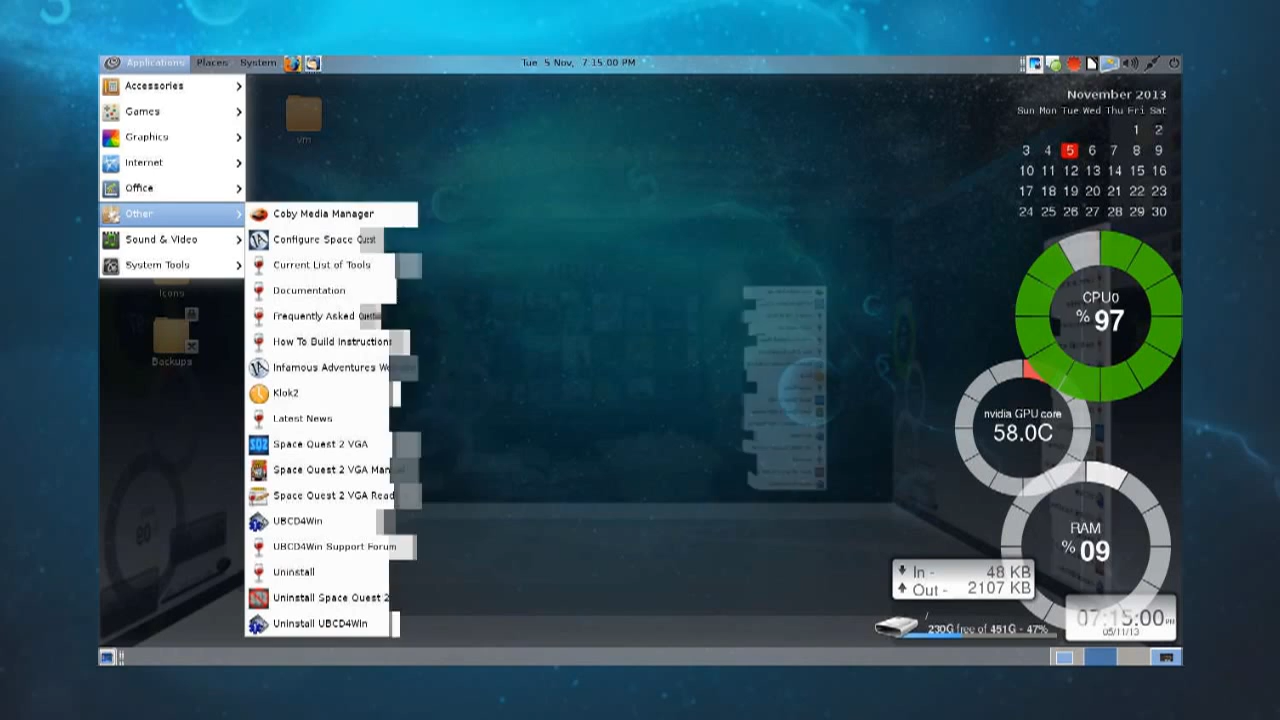 Applications Places System
Tue 5 Nov, 7:15:00 PM
Accessories
Games
Graphics
Internet
Office
Other
Sound & Video
System Tools
Coby Media Manager
Configure Space Quest
Current List of Tools
Documentation
Frequently Asked Questions
How To Build Instructions
Infamous Adventures We
Klok2
Latest News
Space Quest 2 VGA
Space Quest 2 VGA Man
Space Quest 2 VGA Read
UBCD4Win
UBCD4Win Support Forum
Uninstall
Uninstall Space Quest 2
Uninstall UBCD4Win
vm
Icons
Backups
November 2013
Sun Mon Tue Wed Thu Fri Sat
1 2
3 4 5 6 7 8 9
10 11 12 13 14 15 16
17 18 19 20 21 22 23
24 25 26 27 28 29 30
CPU0
% 97
nvidia GPU core
58.0C
RAM
% 09
In - 48 KB
Out - 2107 KB
/
230G free of 451G - 47%
07:15:00 PM
05/11/13